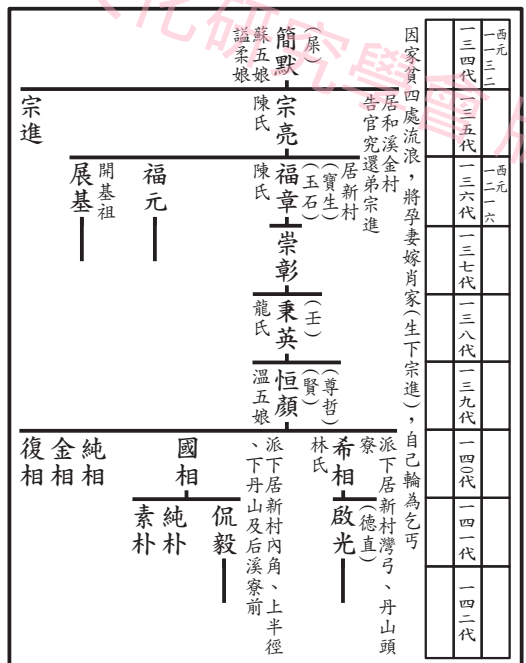 西元一一三二
一三四代
一三五代
西元一二一六
一三六代
一三七代
一三八代
一三九代
一四〇代
一四一代
一四二代
因家貧四處流浪，將孕妻嫁肖家(生下宗進)，自己輪為乞丐
(杲)
簡默
蘇五娘
謚柔娘
居和溪金村
告官究還弟宗進
宗亮
陳氏
宗進
居新村
(寶生)
(玉石)
福章
陳氏
福元
開基祖
展基
崇彰
(王)
秉英
龍氏
(尊哲)
(賢)
恒顏
溫五娘
派下居新村灣弓、丹山頭
寮
希相
林氏
派下居新村內角、上半徑
、下丹山及后溪寮前
國相
純相
金相
復相
(德直)
啟光
侃毅
純朴
素朴
文化研究學會 版